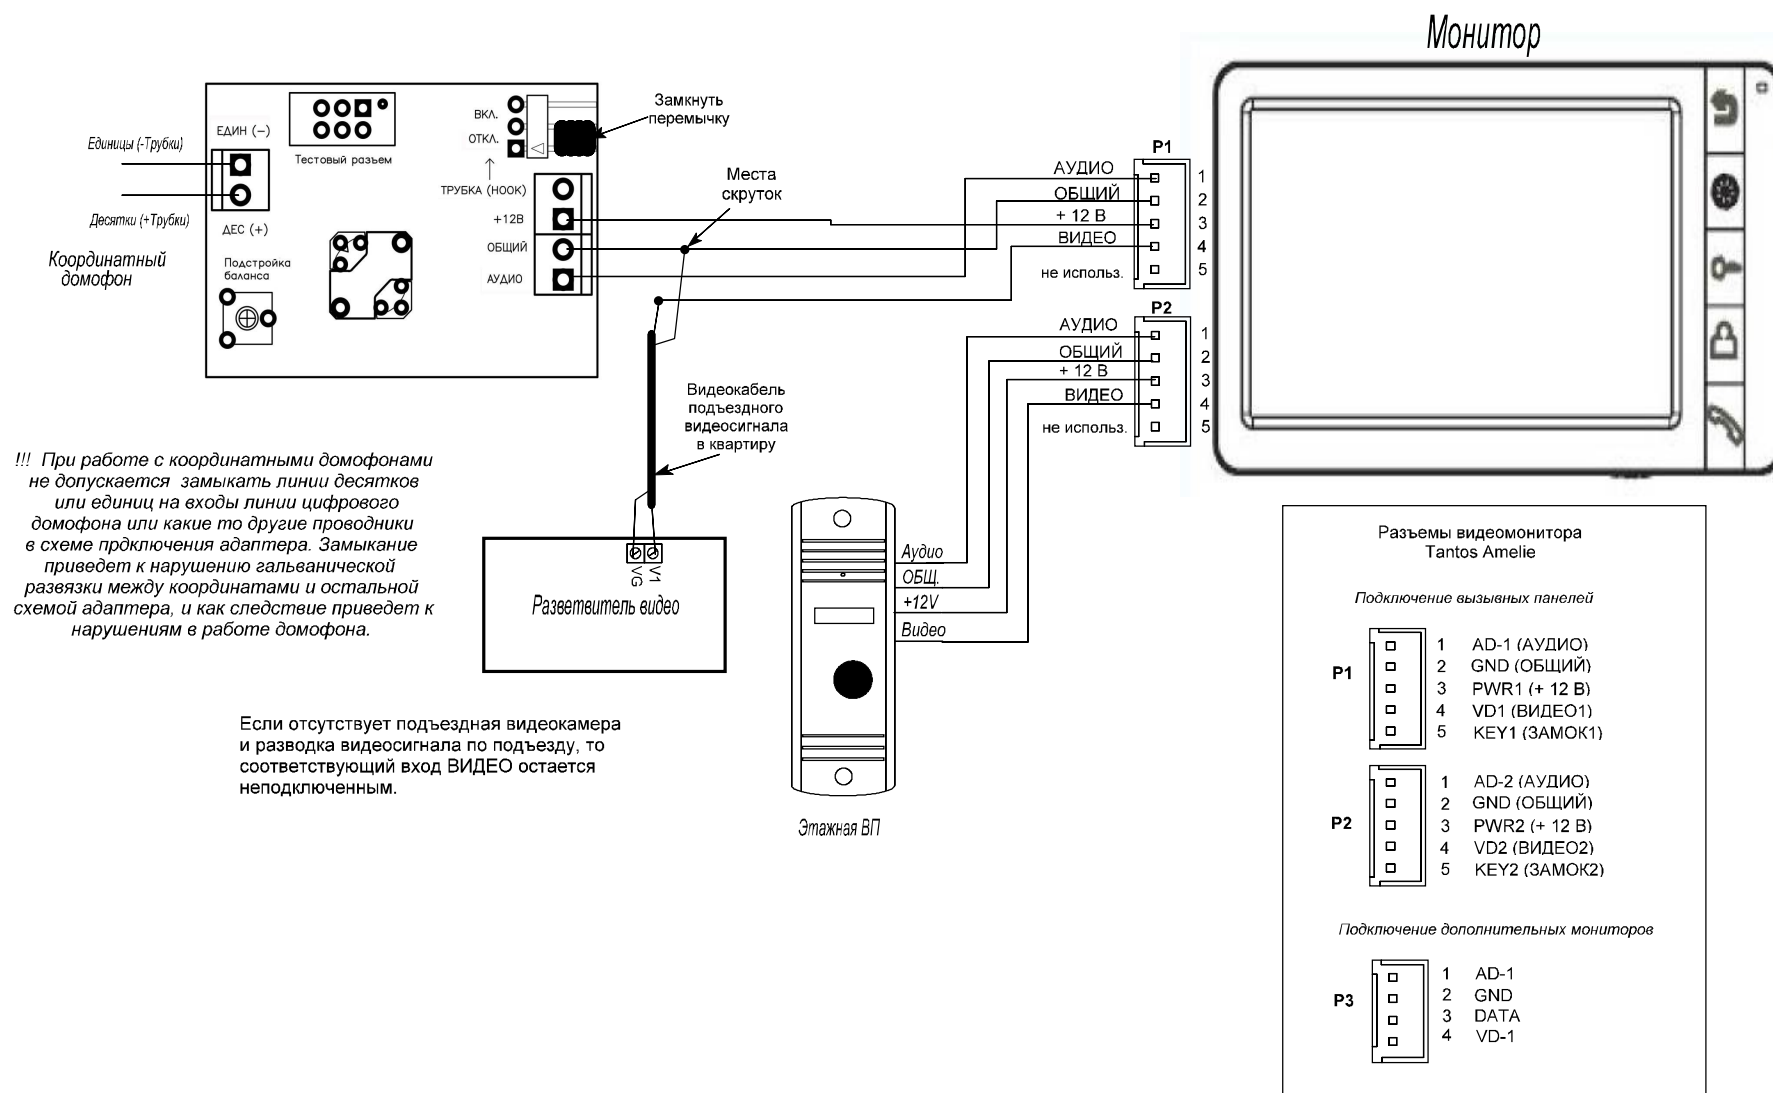 Монитор
Замкнуть
перемычку
ВКЛ.
ОТКЛ.
ЕДИН (−)
Единицы (-Трубки)
Тестовый разъем
ТРУБКА (HOOK)
+12В
ОБЩИЙ
АУДИО
Десятки (+Трубки)
ДЕС (+)
Координатный
домофон
Подстройка
баланса
Места
скруток
P1
АУДИО 1
ОБЩИЙ 2
+ 12 В 3
ВИДЕО 4
не использ. 5
P2
АУДИО 1
ОБЩИЙ 2
+ 12 В 3
ВИДЕО 4
не использ. 5
Видеокабель
подъездного
видеосигнала
в квартиру
!!! При работе с координатными домофонами
не допускается замыкать линии десятков
или единиц на входы линии цифрового
домофона или какие то другие проводники
в схеме прдключения адаптера. Замыкание
приведет к нарушению гальванической
развязки между координатами и остальной
схемой адаптера, и как следствие приведет к
нарушениям в работе домофона.
VG V1
Разветвитель видео
Аудио
ОБЩ.
+12V
Видео
Этажная ВП
Если отсутствует подъездная видеокамера
и разводка видеосигнала по подъезду, то
соответствующий вход ВИДЕО остается
неподключенным.
Разъемы видеомонитора
Tantos Amelie
Подключение вызывных панелей
P1
1 AD-1 (АУДИО)
2 GND (ОБЩИЙ)
3 PWR1 (+ 12 В)
4 VD1 (ВИДЕО1)
5 KEY1 (ЗАМОК1)
P2
1 AD-2 (АУДИО)
2 GND (ОБЩИЙ)
3 PWR2 (+ 12 В)
4 VD2 (ВИДЕО2)
5 KEY2 (ЗАМОК2)
Подключение дополнительных мониторов
P3
1 AD-1
2 GND
3 DATA
4 VD-1